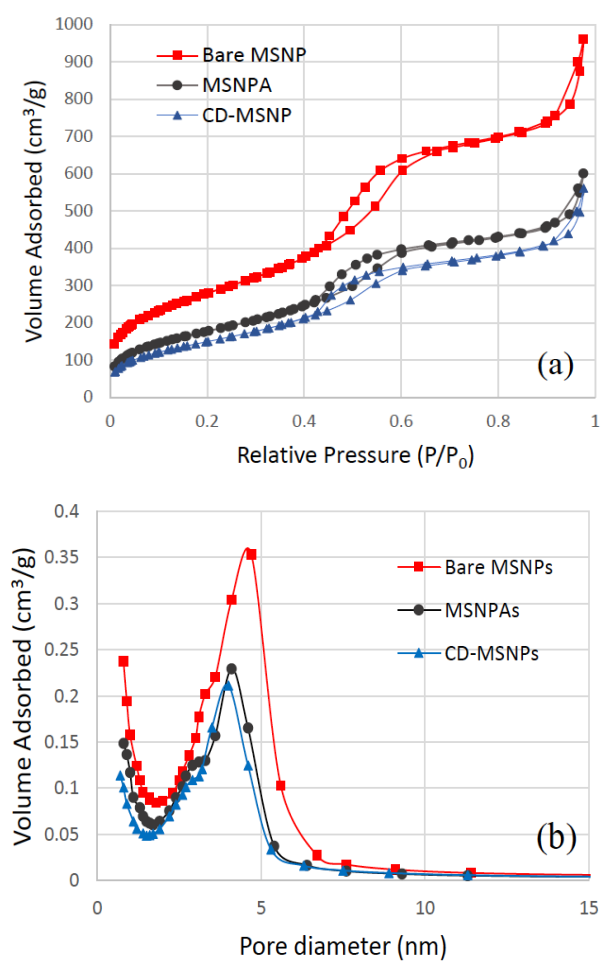 1000
900
800
700
600
500
400
300
200
100
0
Volume Adsorbed (cm³/g)
Bare MSNP
MSNPA
CD-MSNP
(a)
0 0.2 0.4 0.6 0.8 1
Relative Pressure (P/P₀)
0.4
0.35
0.3
0.25
0.2
0.15
0.1
0.05
0
Volume Adsorbed (cm³/g)
Bare MSNPs
MSNPAs
CD-MSNPs
(b)
0 5 10 15
Pore diameter (nm)